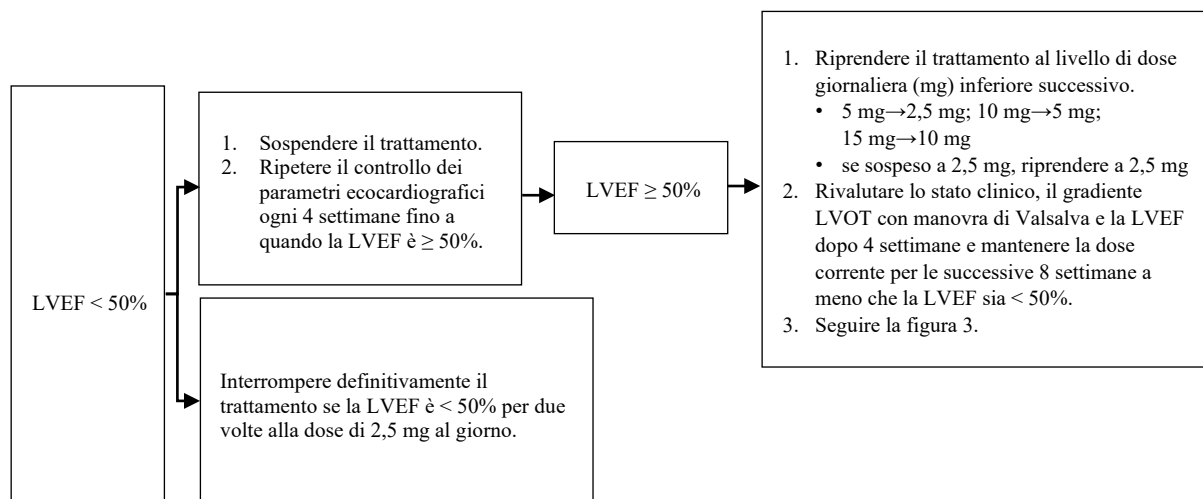 LVEF < 50%
1. Sospendere il trattamento.
2. Ripetere il controllo dei
parametri ecocardiografici
ogni 4 settimane fino a
quando la LVEF è ≥ 50%.
Interrompere definitivamente il
trattamento se la LVEF è < 50% per due
volte alla dose di 2,5 mg al giorno.
LVEF ≥ 50%
1. Riprendere il trattamento al livello di dose
giornaliera (mg) inferiore successivo.
• 5 mg→2,5 mg; 10 mg→5 mg;
15 mg→10 mg
• se sospeso a 2,5 mg, riprendere a 2,5 mg
2. Rivalutare lo stato clinico, il gradiente
LVOT con manovra di Valsalva e la LVEF
dopo 4 settimane e mantenere la dose
corrente per le successive 8 settimane a
meno che la LVEF sia < 50%.
3. Seguire la figura 3.